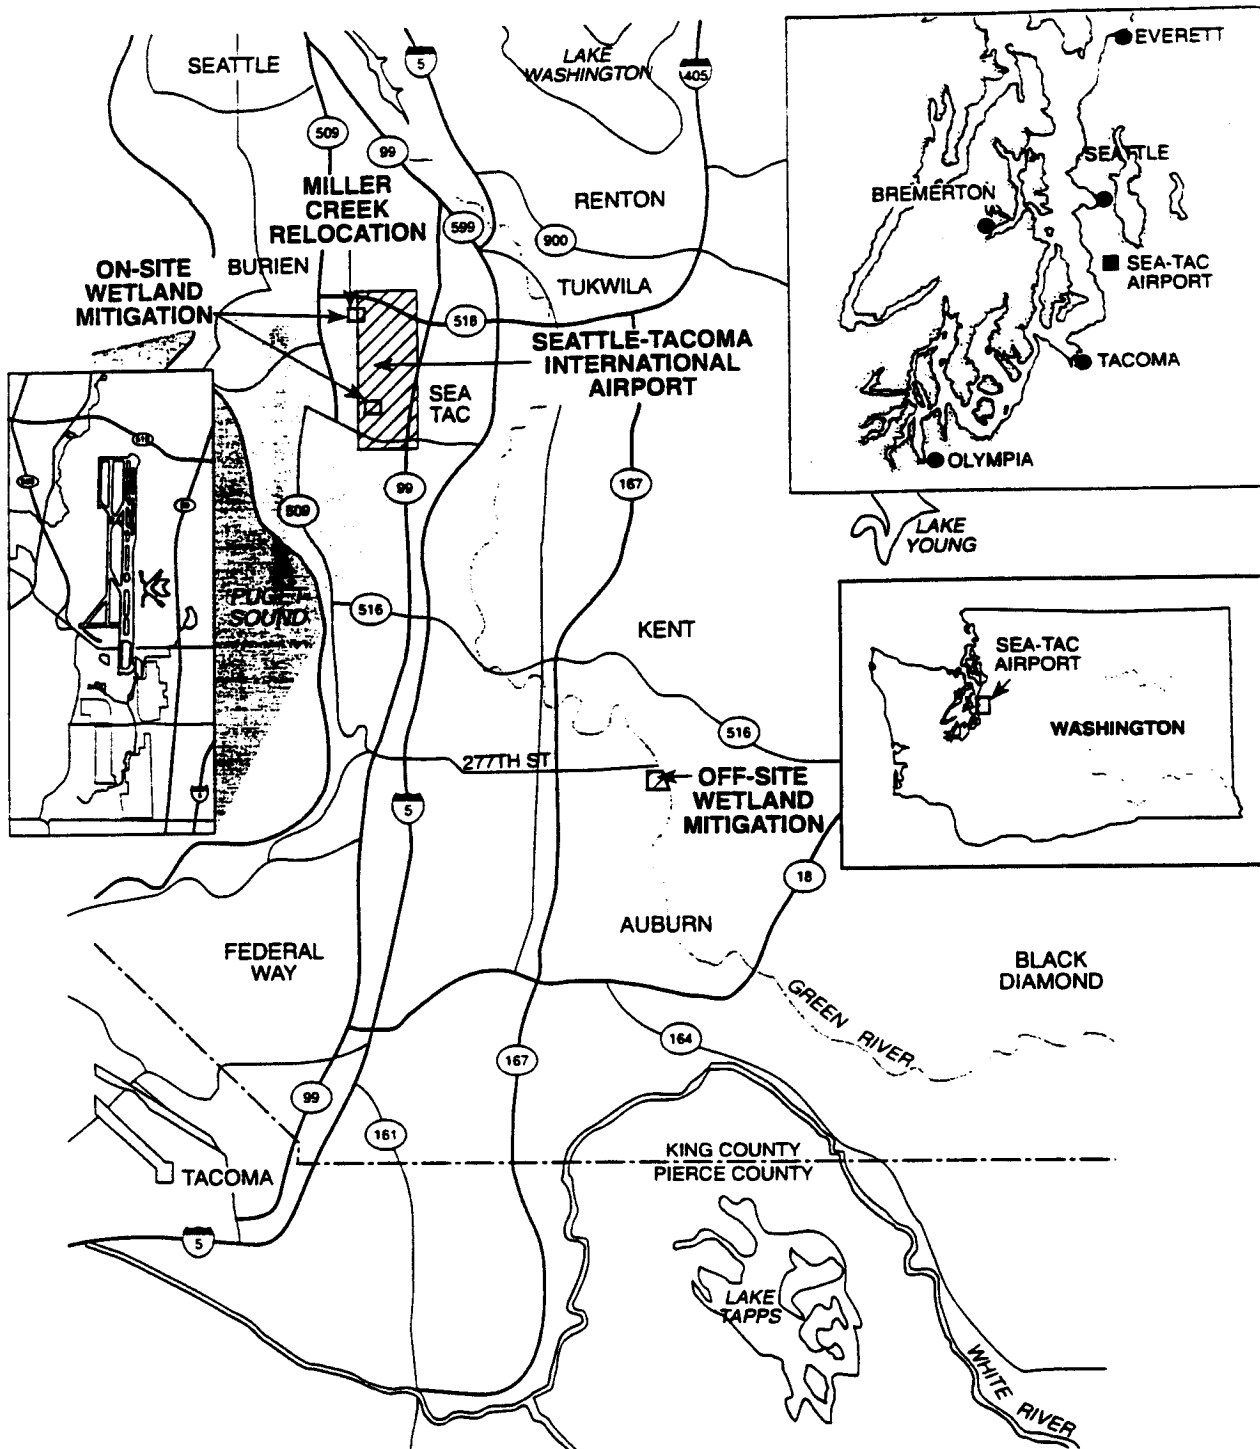 SEATTLE
5
LAKE
WASHINGTON
405
EVERETT
509
99
SEATTLE
MILLER
CREEK
RELOCATION
RENTON
BREMERTON
599
900
BURIEN
ON-SITE
WETLAND
MITIGATION
TUKWILA
SEA-TAC
AIRPORT
518
SEATTLE-TACOMA
INTERNATIONAL
AIRPORT
TACOMA
SEA
TAC
OLYMPIA
99
167
509
LAKE
YOUNG
PUGET
SOUND
516
KENT
SEA-TAC
AIRPORT
516
WASHINGTON
277TH ST
OFF-SITE
WETLAND
MITIGATION
5
18
AUBURN
FEDERAL
WAY
BLACK
DIAMOND
GREEN RIVER
164
167
99
161
KING COUNTY
PIERCE COUNTY
TACOMA
5
LAKE
TAPPS
WHITE RIVER